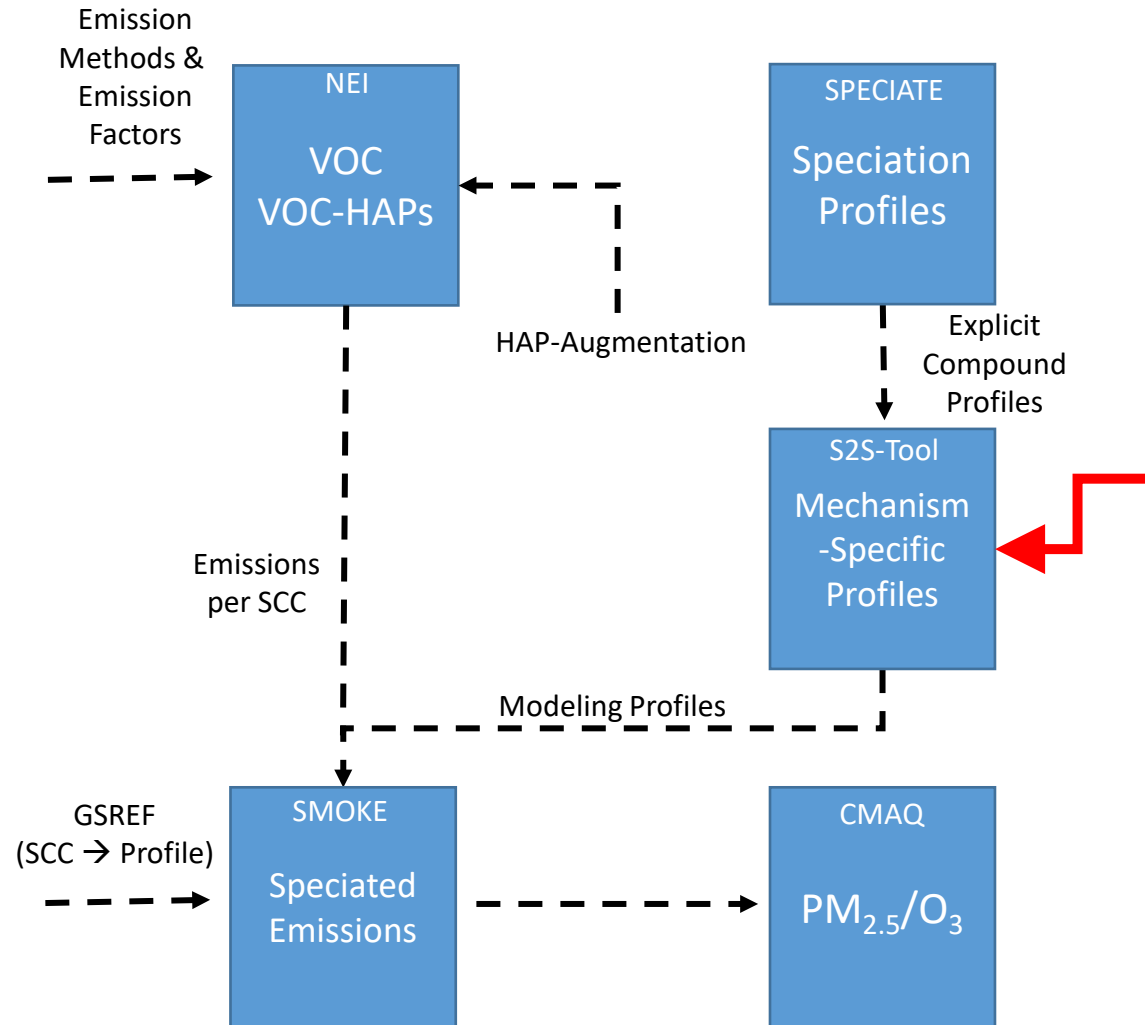 Emission
Methods &
Emission
Factors
NEI
VOC
VOC-HAPs
SPECIATE
Speciation
Profiles
HAP-Augmentation
Explicit
Compound
Profiles
S2S-Tool
Mechanism
-Specific
Profiles
Emissions
per SCC
Modeling Profiles
GSREF
(SCC → Profile)
SMOKE
Speciated
Emissions
CMAQ
PM2.5/O3